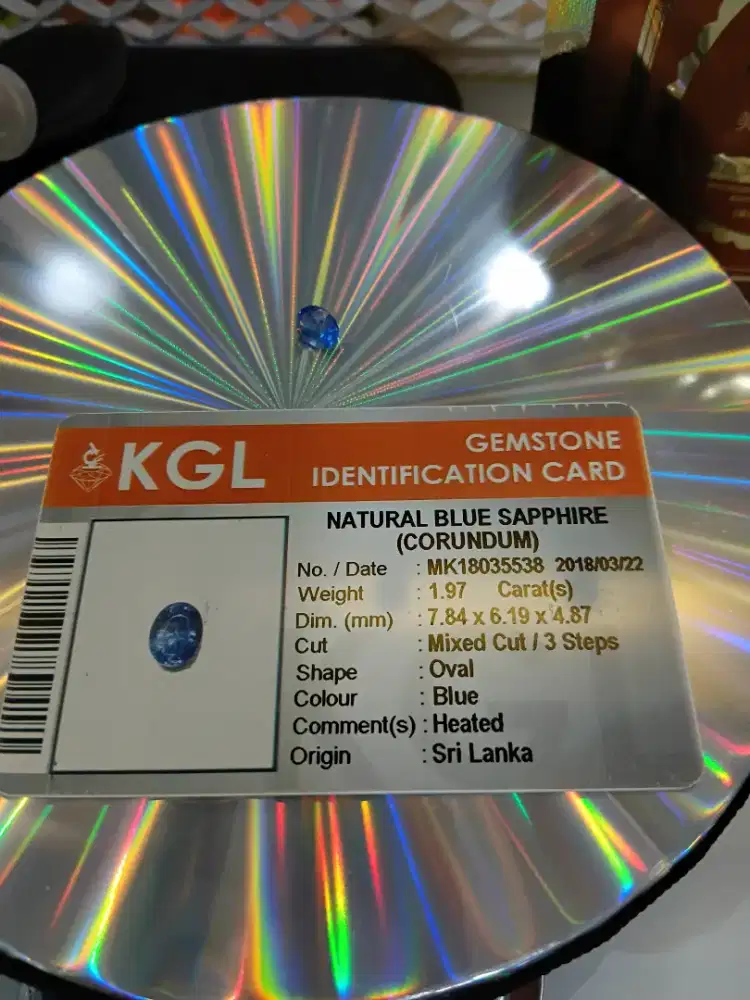 KGL
GEMSTONE
IDENTIFICATION CARD
NATURAL BLUE SAPPHIRE
(CORUNDUM)
No. / Date : MK18035538 2018/03/22
Weight : 1.97 Carat(s)
Dim. (mm) : 7.84 x 6.19 x 4.87
Cut : Mixed Cut / 3 Steps
Shape : Oval
Colour : Blue
Comment(s) : Heated
Origin : Sri Lanka